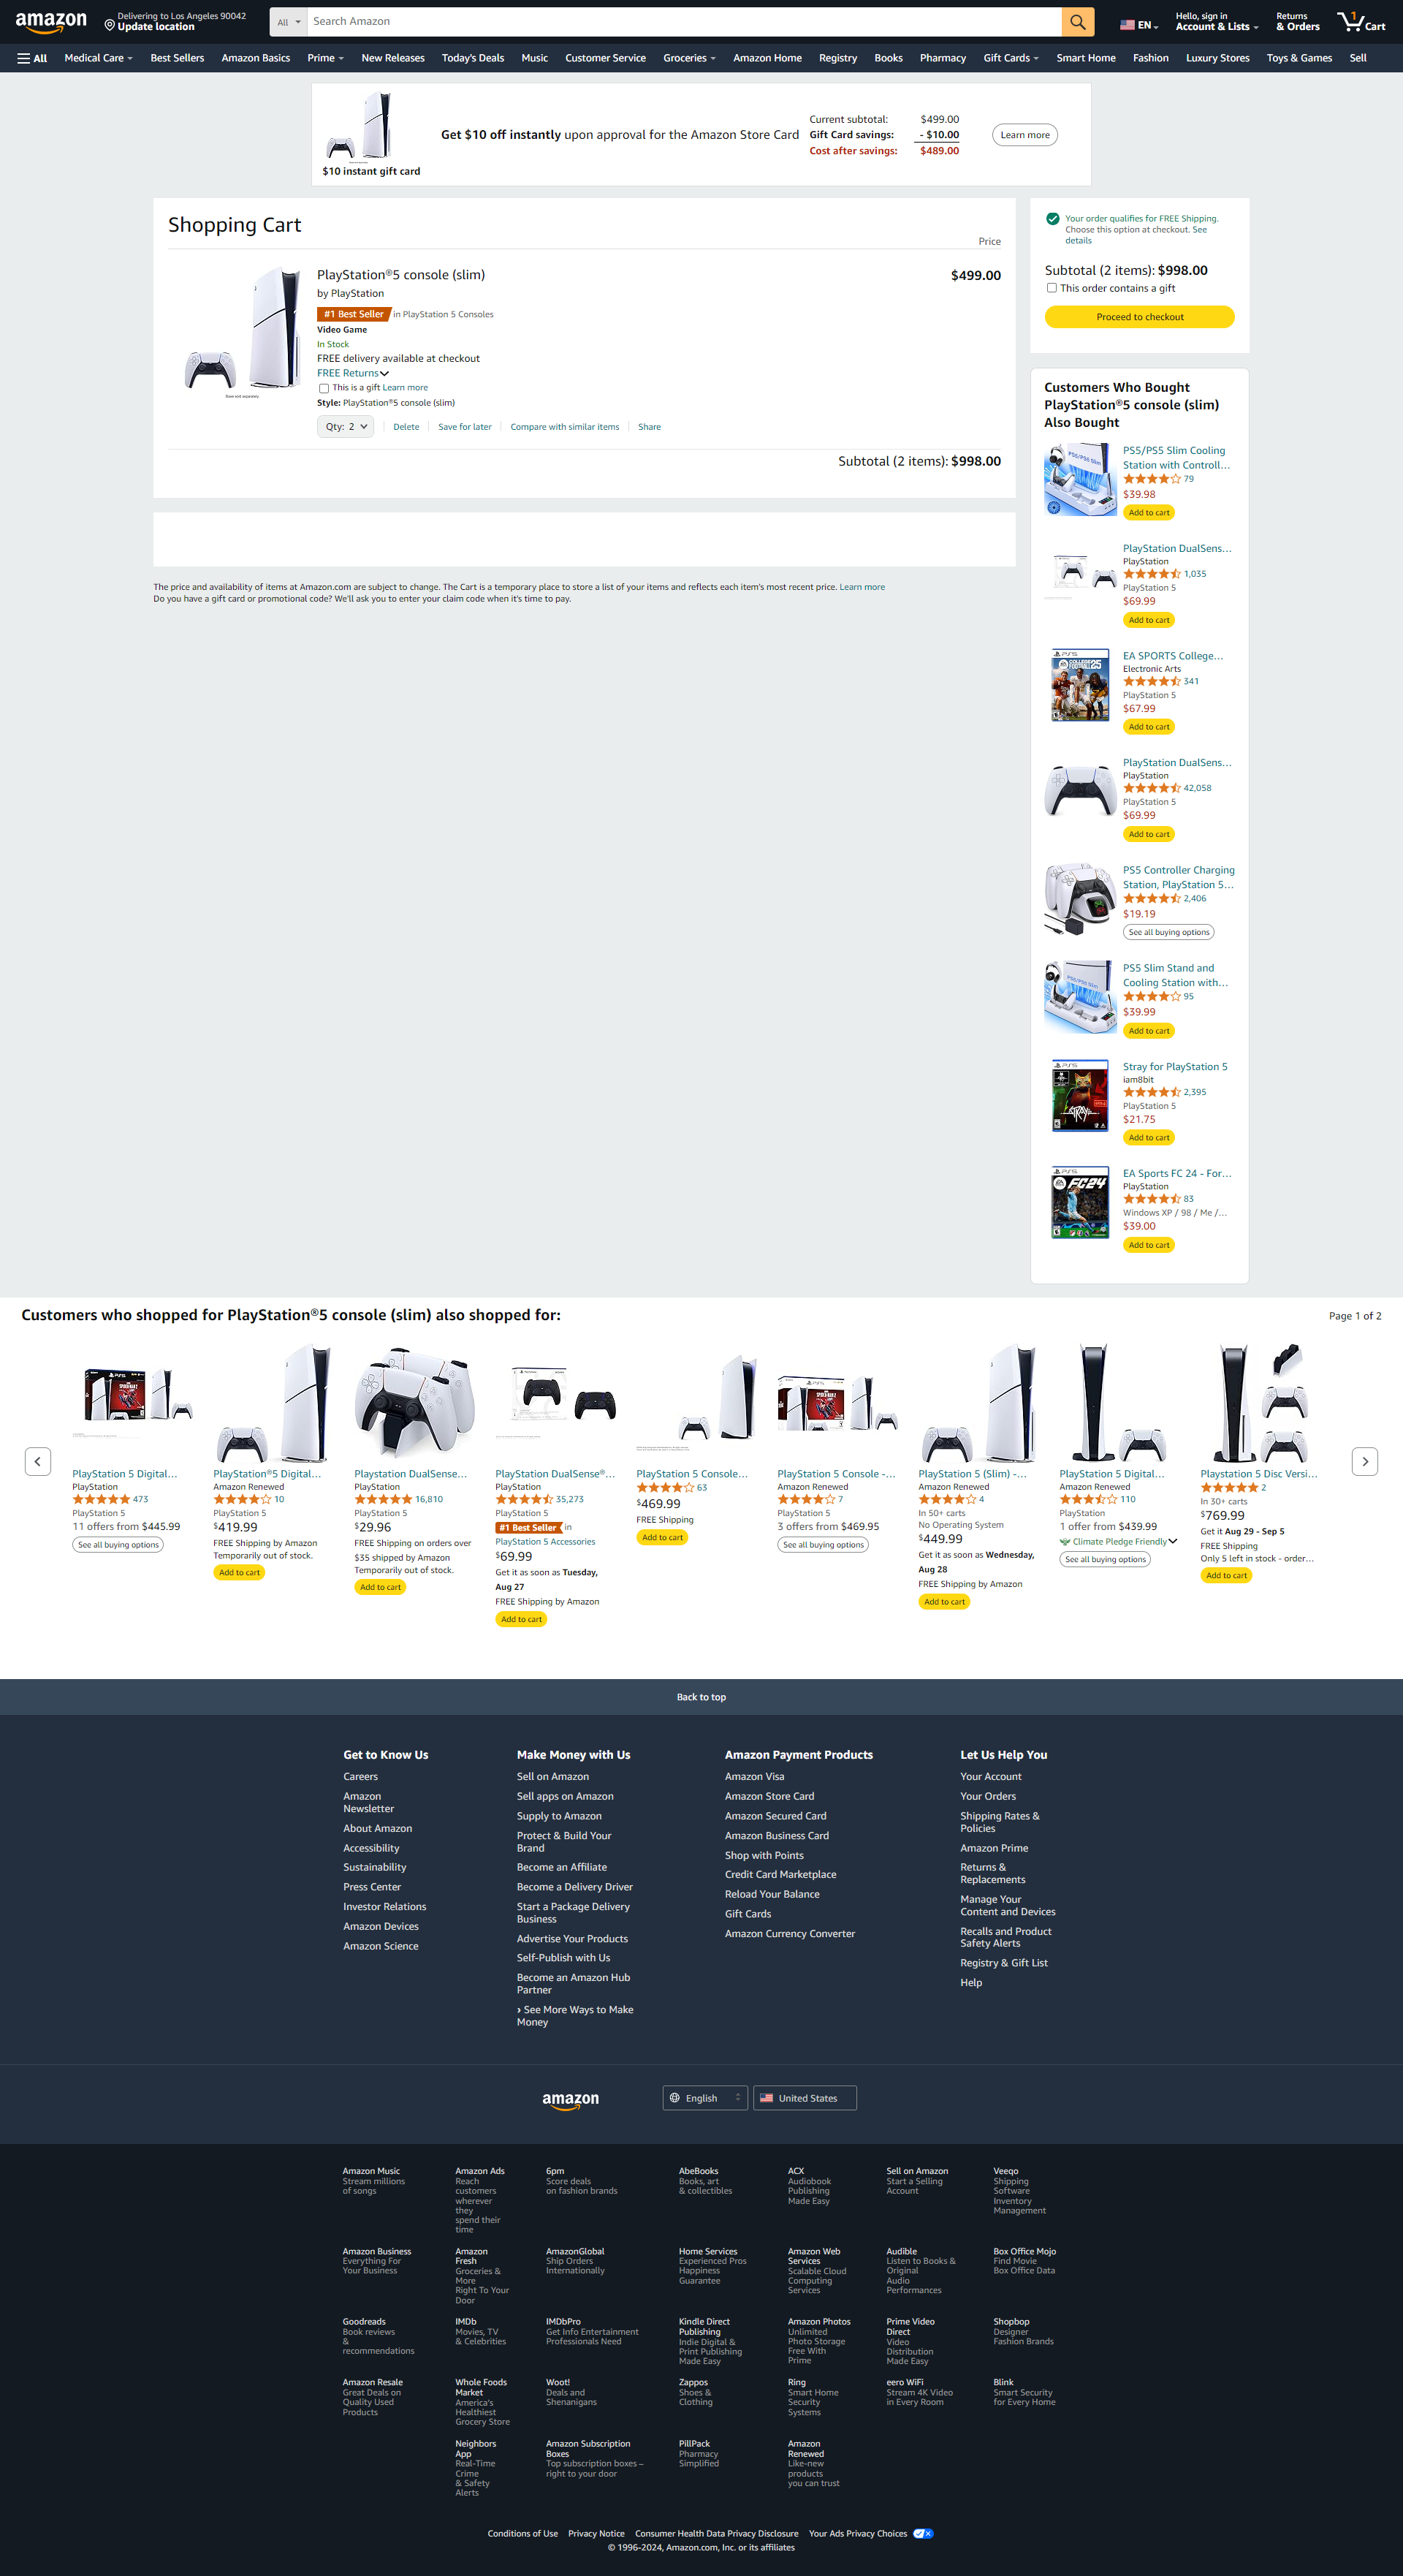 amazon
Delivering to Los Angeles 90042
Update location
All
Search Amazon
EN
Hello, sign in
Account & Lists
Returns
& Orders
1
Cart
All
Medical Care
Best Sellers
Amazon Basics
Prime
New Releases
Today's Deals
Music
Customer Service
Groceries
Amazon Home
Registry
Books
Pharmacy
Gift Cards
Smart Home
Fashion
Luxury Stores
Toys & Games
Sell
$10 instant gift card
Get $10 off instantly upon approval for the Amazon Store Card
Current subtotal: $499.00
Gift Card savings: - $10.00
Cost after savings: $489.00
Learn more
Shopping Cart
Price
PlayStation®5 console (slim)
$499.00
by PlayStation
#1 Best Seller in PlayStation 5 Consoles
Video Game
In Stock
FREE delivery available at checkout
FREE Returns
This is a gift Learn more
Style: PlayStation®5 console (slim)
Qty: 2
Delete
Save for later
Compare with similar items
Share
Subtotal (2 items): $998.00
The price and availability of items at Amazon.com are subject to change. The Cart is a temporary place to store a list of your items and reflects each item's most recent price. Learn more
Do you have a gift card or promotional code? We'll ask you to enter your claim code when it's time to pay.
Your order qualifies for FREE Shipping.
Choose this option at checkout. See
details
Subtotal (2 items): $998.00
This order contains a gift
Proceed to checkout
Customers Who Bought
PlayStation®5 console (slim)
Also Bought
PS5/PS5 Slim Cooling
Station with Controll...
79
$39.98
Add to cart
PlayStation DualSens...
PlayStation
1,035
PlayStation 5
$69.99
Add to cart
EA SPORTS College...
Electronic Arts
341
PlayStation 5
$67.99
Add to cart
PlayStation DualSens...
PlayStation
42,058
PlayStation 5
$69.99
Add to cart
PS5 Controller Charging
Station, PlayStation 5...
2,406
$19.19
See all buying options
PS5 Slim Stand and
Cooling Station with...
95
$39.99
Add to cart
Stray for PlayStation 5
iam8bit
2,395
PlayStation 5
$21.75
Add to cart
EA Sports FC 24 - For...
PlayStation
83
Windows XP / 98 / Me /...
$39.00
Add to cart
Customers who shopped for PlayStation®5 console (slim) also shopped for:
Page 1 of 2
PlayStation 5 Digital...
PlayStation
473
PlayStation 5
11 offers from $445.99
See all buying options
PlayStation®5 Digital...
Amazon Renewed
10
PlayStation 5
$419.99
FREE Shipping by Amazon
Temporarily out of stock.
Add to cart
Playstation DualSense...
PlayStation
16,810
PlayStation 5
$29.96
FREE Shipping on orders over
$35 shipped by Amazon
Temporarily out of stock.
Add to cart
PlayStation DualSense®...
PlayStation
35,273
PlayStation 5
#1 Best Seller in
PlayStation 5 Accessories
$69.99
Get it as soon as Tuesday,
Aug 27
FREE Shipping by Amazon
Add to cart
PlayStation 5 Console...
63
$469.99
FREE Shipping
Add to cart
PlayStation 5 Console -...
Amazon Renewed
7
PlayStation 5
3 offers from $469.95
See all buying options
PlayStation 5 (Slim) -...
Amazon Renewed
4
In 50+ carts
No Operating System
$449.99
Get it as soon as Wednesday,
Aug 28
FREE Shipping by Amazon
Add to cart
PlayStation 5 Digital...
Amazon Renewed
110
PlayStation
1 offer from $439.99
Climate Pledge Friendly
See all buying options
Playstation 5 Disc Versi...
2
In 30+ carts
$769.99
Get it Aug 29 - Sep 5
FREE Shipping
Only 5 left in stock - order...
Add to cart
Back to top
Get to Know Us
Careers
Amazon
Newsletter
About Amazon
Accessibility
Sustainability
Press Center
Investor Relations
Amazon Devices
Amazon Science
Make Money with Us
Sell on Amazon
Sell apps on Amazon
Supply to Amazon
Protect & Build Your
Brand
Become an Affiliate
Become a Delivery Driver
Start a Package Delivery
Business
Advertise Your Products
Self-Publish with Us
Become an Amazon Hub
Partner
› See More Ways to Make
Money
Amazon Payment Products
Amazon Visa
Amazon Store Card
Amazon Secured Card
Amazon Business Card
Shop with Points
Credit Card Marketplace
Reload Your Balance
Gift Cards
Amazon Currency Converter
Let Us Help You
Your Account
Your Orders
Shipping Rates &
Policies
Amazon Prime
Returns &
Replacements
Manage Your
Content and Devices
Recalls and Product
Safety Alerts
Registry & Gift List
Help
amazon
English
United States
Amazon Music
Stream millions
of songs
Amazon Ads
Reach
customers
wherever
they
spend their
time
6pm
Score deals
on fashion brands
AbeBooks
Books, art
& collectibles
ACX
Audiobook
Publishing
Made Easy
Sell on Amazon
Start a Selling
Account
Veeqo
Shipping
Software
Inventory
Management
Amazon Business
Everything For
Your Business
Amazon
Fresh
Groceries &
More
Right To Your
Door
AmazonGlobal
Ship Orders
Internationally
Home Services
Experienced Pros
Happiness
Guarantee
Amazon Web
Services
Scalable Cloud
Computing
Services
Audible
Listen to Books &
Original
Audio
Performances
Box Office Mojo
Find Movie
Box Office Data
Goodreads
Book reviews
&
recommendations
IMDb
Movies, TV
& Celebrities
IMDbPro
Get Info Entertainment
Professionals Need
Kindle Direct
Publishing
Indie Digital &
Print Publishing
Made Easy
Amazon Photos
Unlimited
Photo Storage
Free With
Prime
Prime Video
Direct
Video
Distribution
Made Easy
Shopbop
Designer
Fashion Brands
Amazon Resale
Great Deals on
Quality Used
Products
Whole Foods
Market
America's
Healthiest
Grocery Store
Woot!
Deals and
Shenanigans
Zappos
Shoes &
Clothing
Ring
Smart Home
Security
Systems
eero WiFi
Stream 4K Video
in Every Room
Blink
Smart Security
for Every Home
Neighbors
App
Real-Time
Crime
& Safety
Alerts
Amazon Subscription
Boxes
Top subscription boxes –
right to your door
PillPack
Pharmacy
Simplified
Amazon
Renewed
Like-new
products
you can trust
Conditions of Use
Privacy Notice
Consumer Health Data Privacy Disclosure
Your Ads Privacy Choices
© 1996-2024, Amazon.com, Inc. or its affiliates